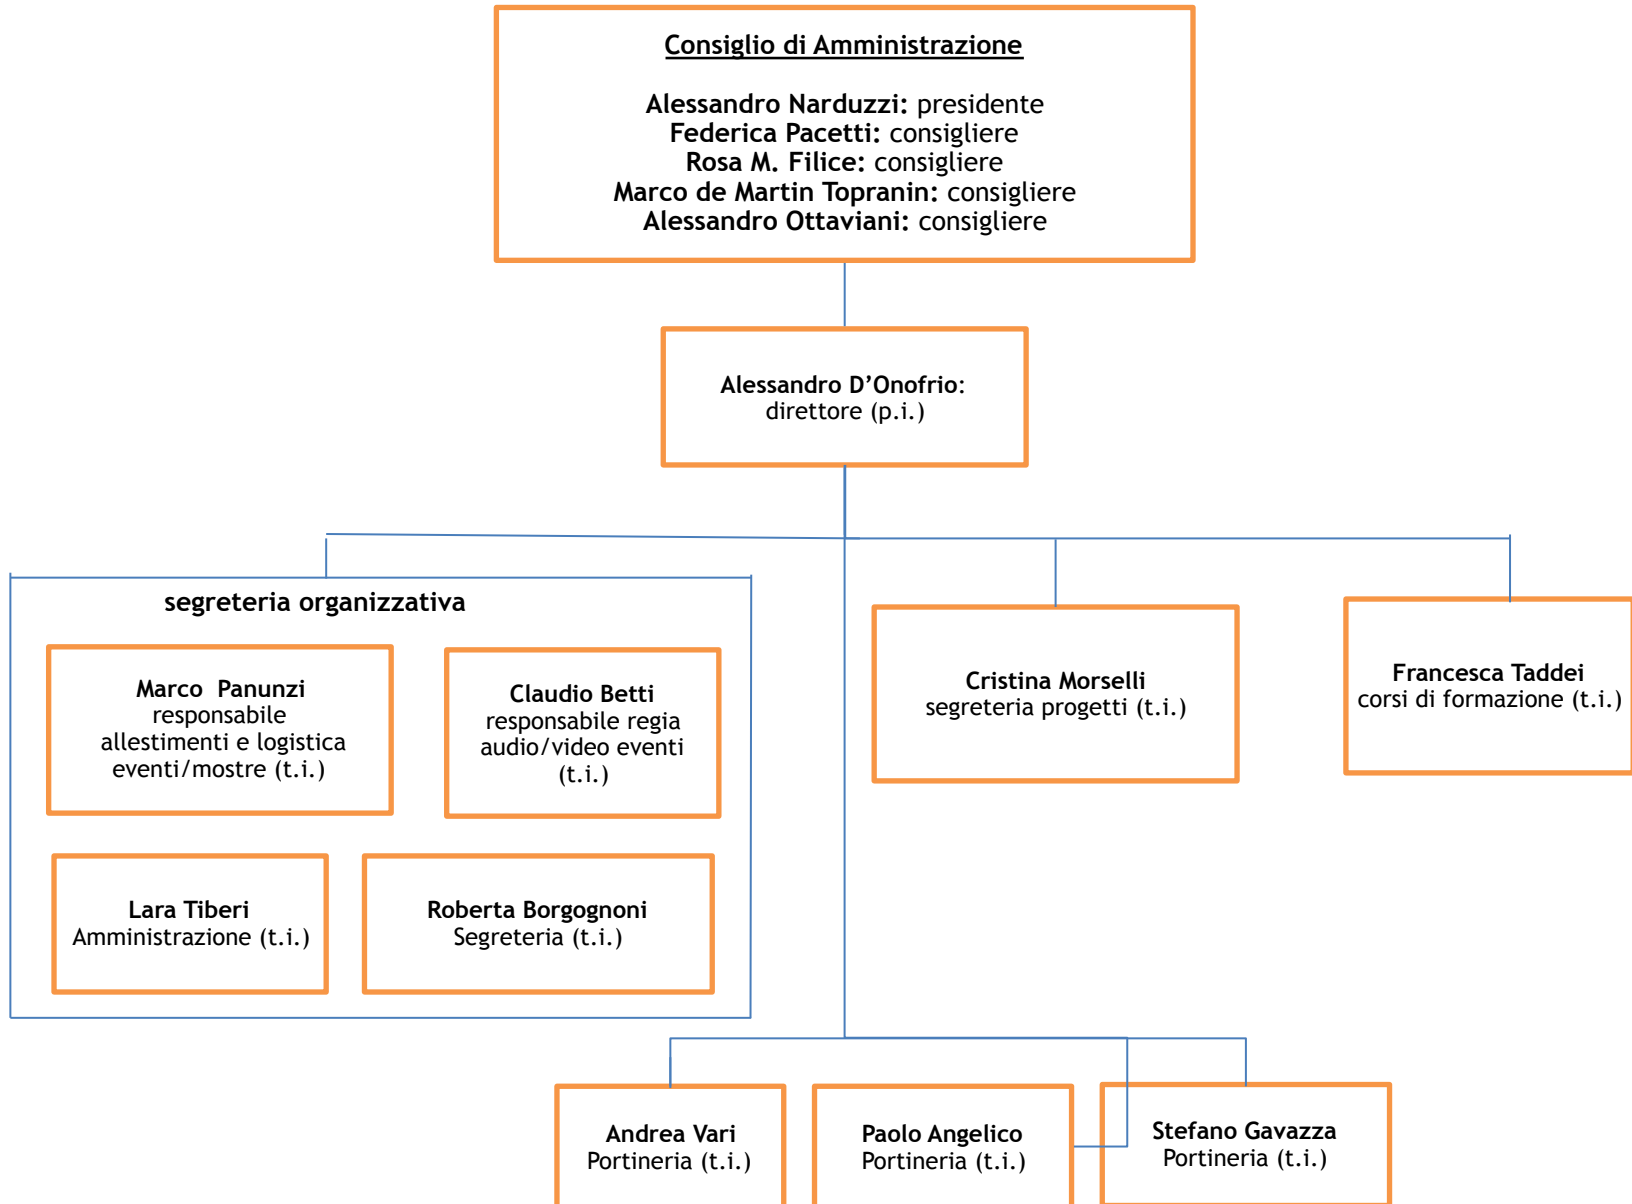 Consiglio di Amministrazione
Alessandro Narduzzi: presidente
Federica Pacetti: consigliere
Rosa M. Filice: consigliere
Marco de Martin Topranin: consigliere
Alessandro Ottaviani: consigliere
Alessandro D’Onofrio:
direttore (p.i.)
segreteria organizzativa
Marco Panunzi
responsabile
allestimenti e logistica
eventi/mostre (t.i.)
Claudio Betti
responsabile regia
audio/video eventi
(t.i.)
Cristina Morselli
segreteria progetti (t.i.)
Francesca Taddei
corsi di formazione (t.i.)
Lara Tiberi
Amministrazione (t.i.)
Roberta Borgognoni
Segreteria (t.i.)
Andrea Vari
Portineria (t.i.)
Paolo Angelico
Portineria (t.i.)
Stefano Gavazza
Portineria (t.i.)